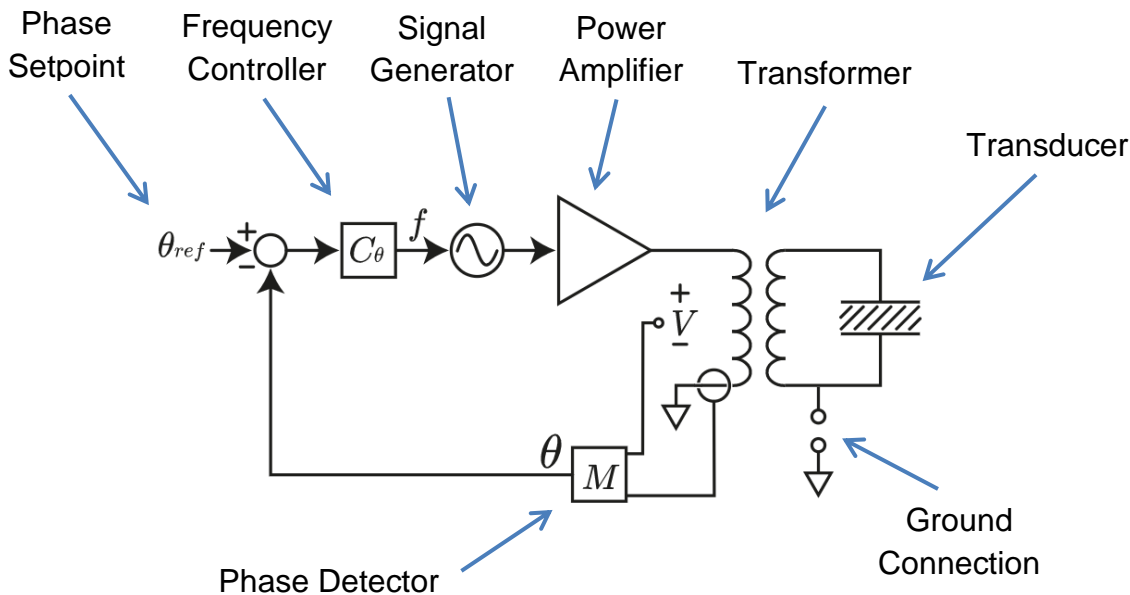 Phase
Setpoint
Frequency
Controller
Signal
Generator
Power
Amplifier
Transformer
Transducer
θref
+
−
Cθ
f
+
V
−
θ
M
Phase Detector
Ground
Connection